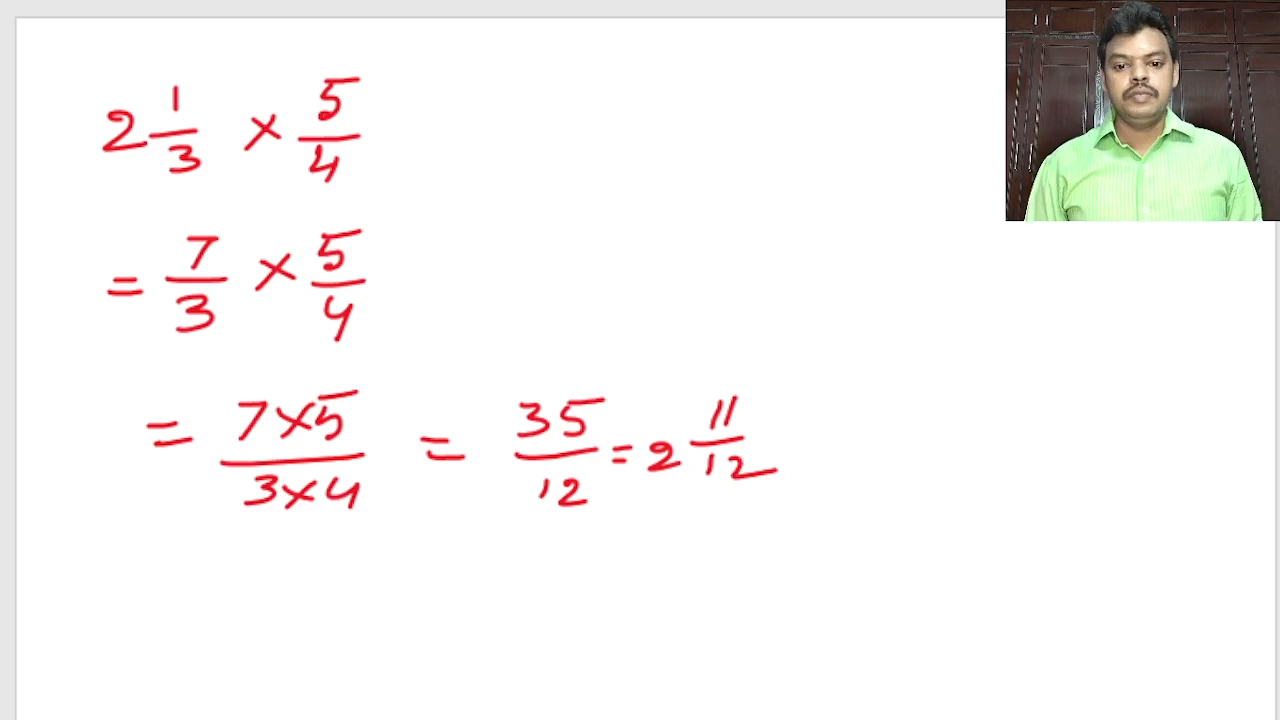 2 1/3 × 5/4
= 7/3 × 5/4
= 7×5/3×4 = 35/12 = 2 11/12